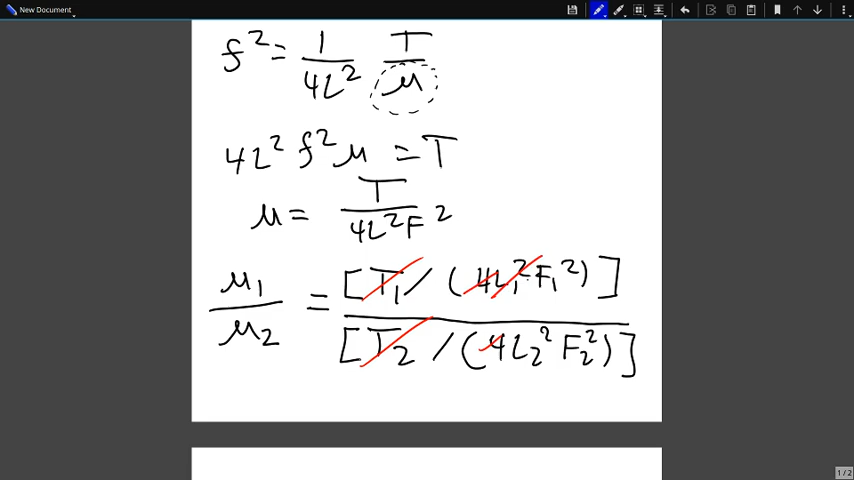 New Document
f² = 1/4L² T/μ
4L² f² μ = T
μ = T/4L²F²
μ₁/μ₂ = [T₁/(4L₁²F₁²)]/[T₂/(4L₂²F₂²)]
1/2